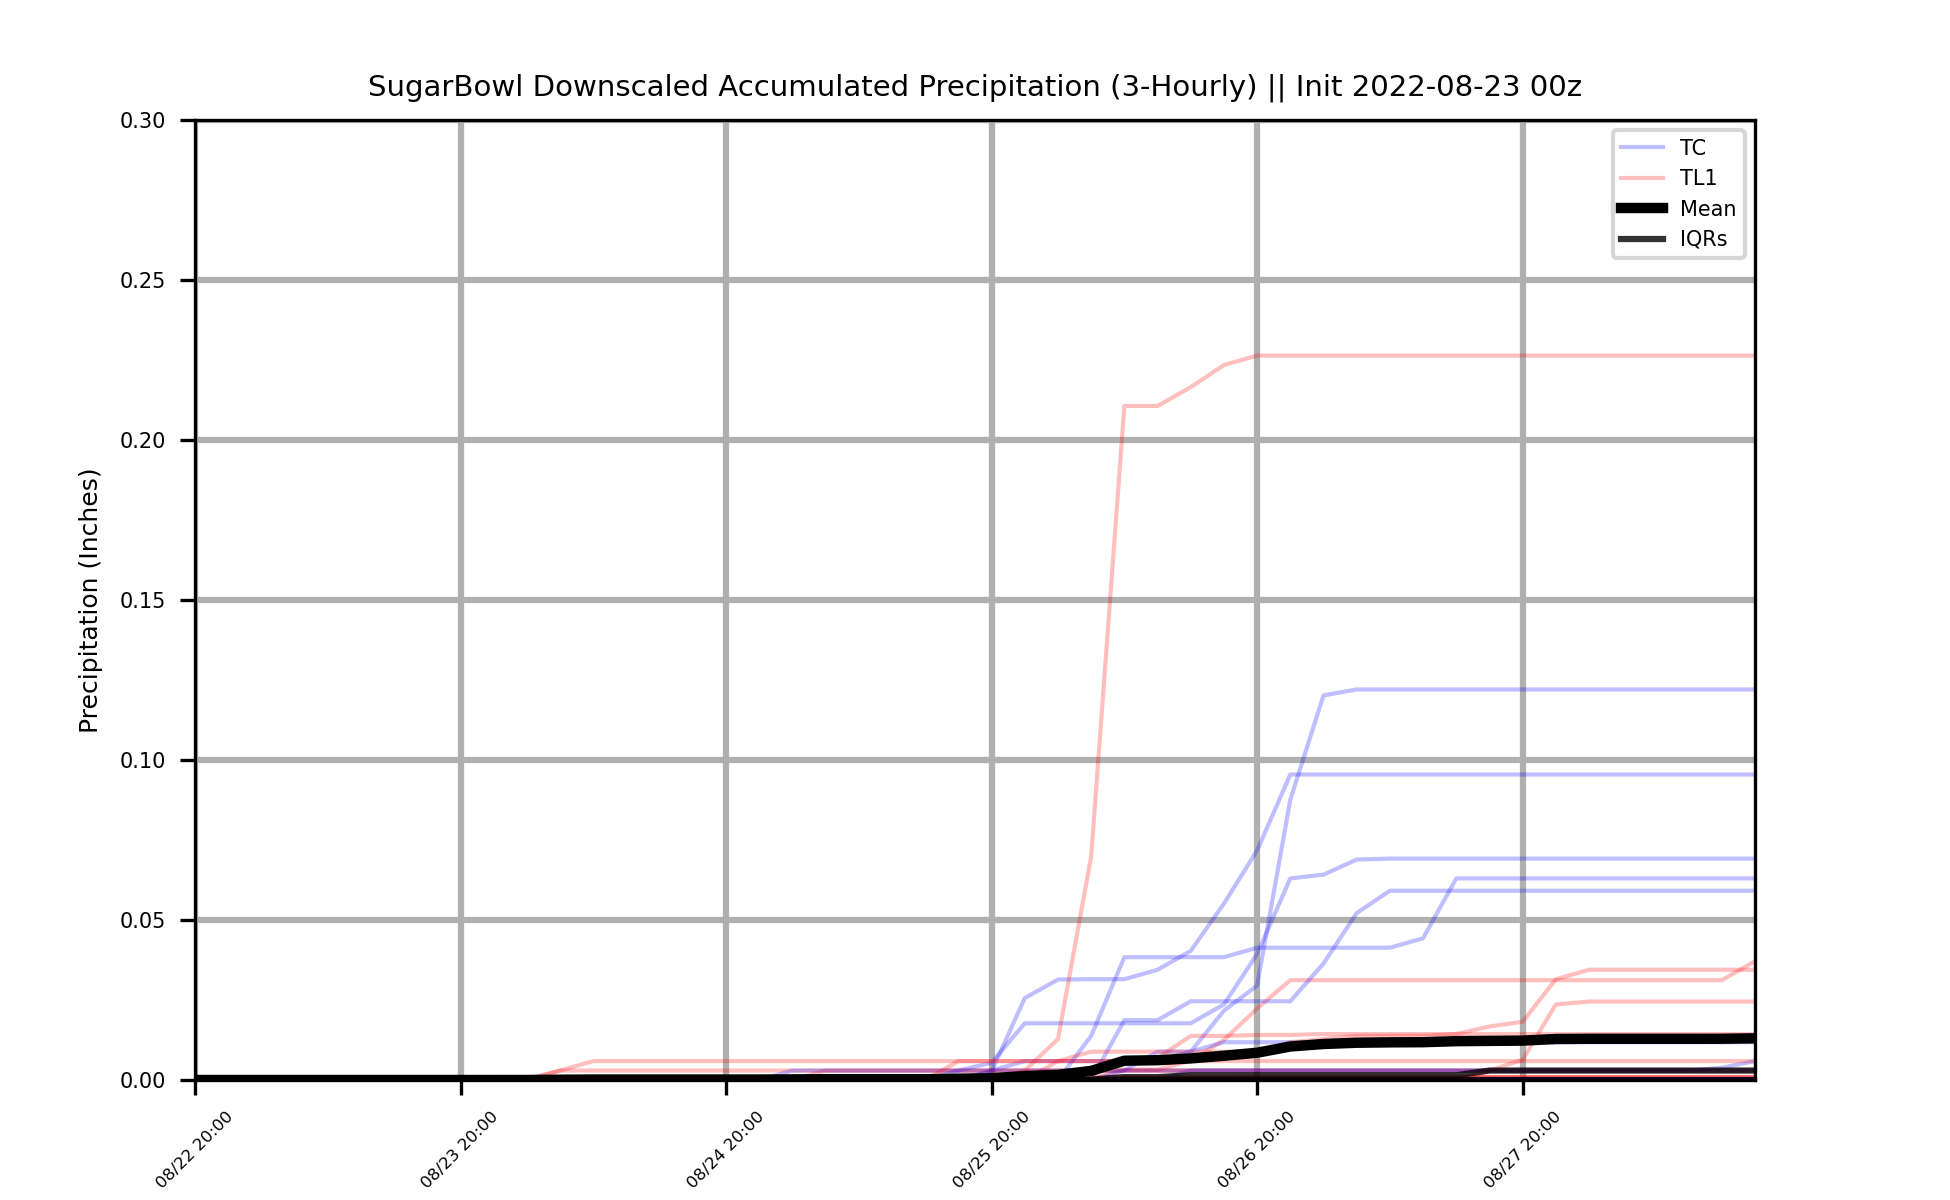 SugarBowl Downscaled Accumulated Precipitation (3-Hourly) || Init 2022-08-23 00z
TC
TL1
Mean
IQRs
Precipitation (Inches)
0.30
0.25
0.20
0.15
0.10
0.05
0.00
08/22 20:00
08/23 20:00
08/24 20:00
08/25 20:00
08/26 20:00
08/27 20:00